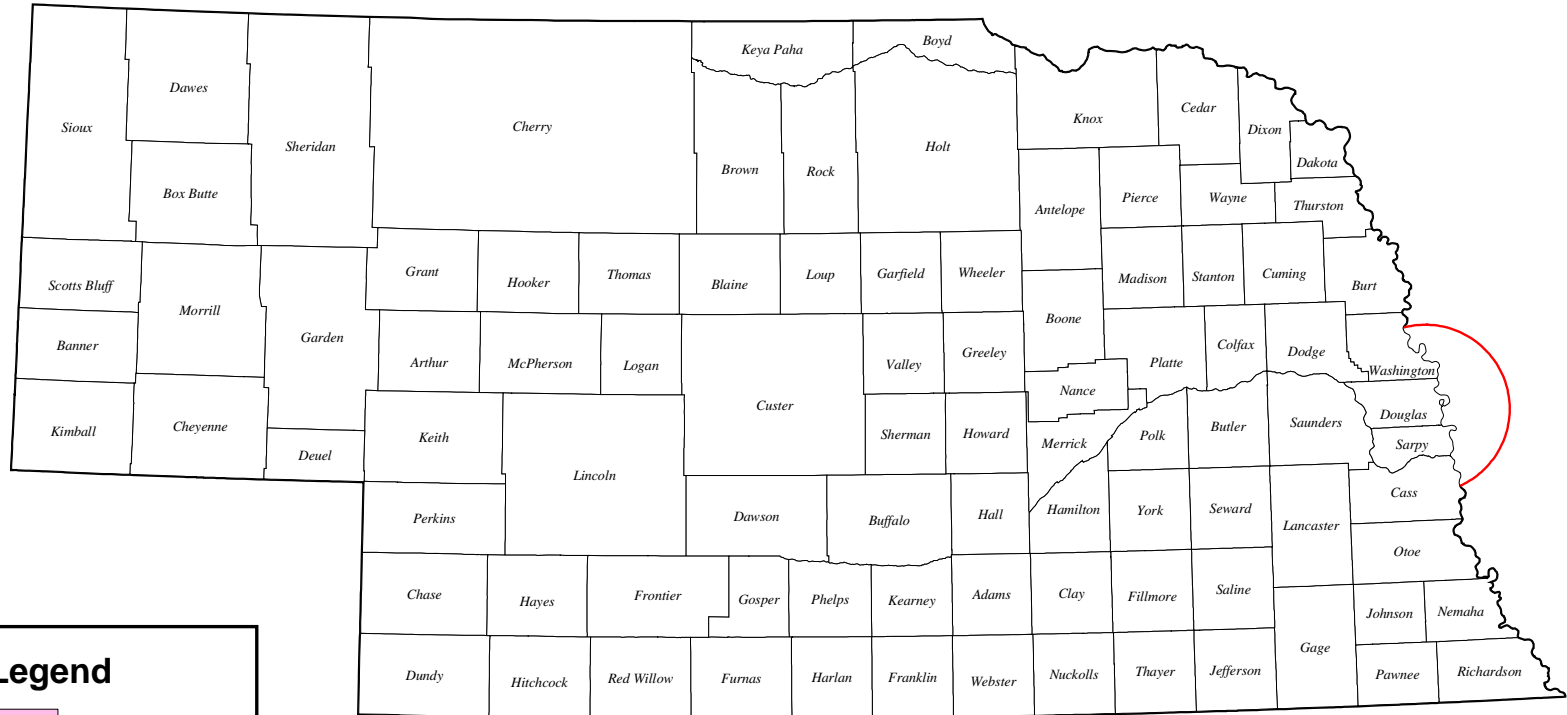 Keya Paha
Boyd
Dawes
Sioux
Sheridan
Cherry
Box Butte
Brown
Rock
Holt
Knox
Cedar
Dixon
Dakota
Antelope
Pierce
Wayne
Thurston
Scotts Bluff
Morrill
Grant
Hooker
Thomas
Blaine
Loup
Garfield
Wheeler
Madison
Stanton
Cuming
Burt
Banner
Garden
Arthur
McPherson
Logan
Custer
Valley
Greeley
Boone
Platte
Colfax
Dodge
Washington
Nance
Kimball
Cheyenne
Deuel
Keith
Lincoln
Sherman
Howard
Merrick
Polk
Butler
Saunders
Douglas
Sarpy
Perkins
Dawson
Buffalo
Hall
Hamilton
York
Seward
Lancaster
Cass
Otoe
Chase
Hayes
Frontier
Gosper
Phelps
Kearney
Adams
Clay
Fillmore
Saline
Gage
Johnson
Nemaha
Dundy
Hitchcock
Red Willow
Furnas
Harlan
Franklin
Webster
Nuckolls
Thayer
Jefferson
Pawnee
Richardson
Legend